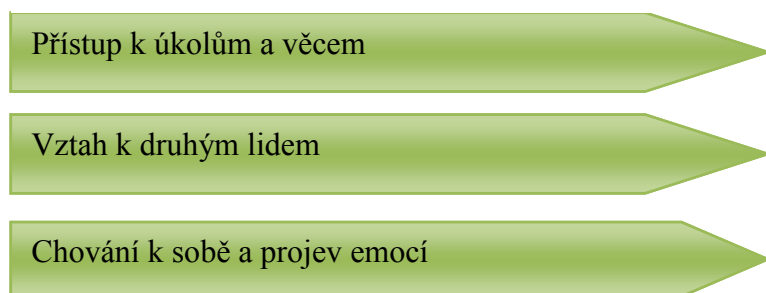 Přístup k úkolům a věcem
Vztah k druhým lidem
Chování k sobě a projev emocí